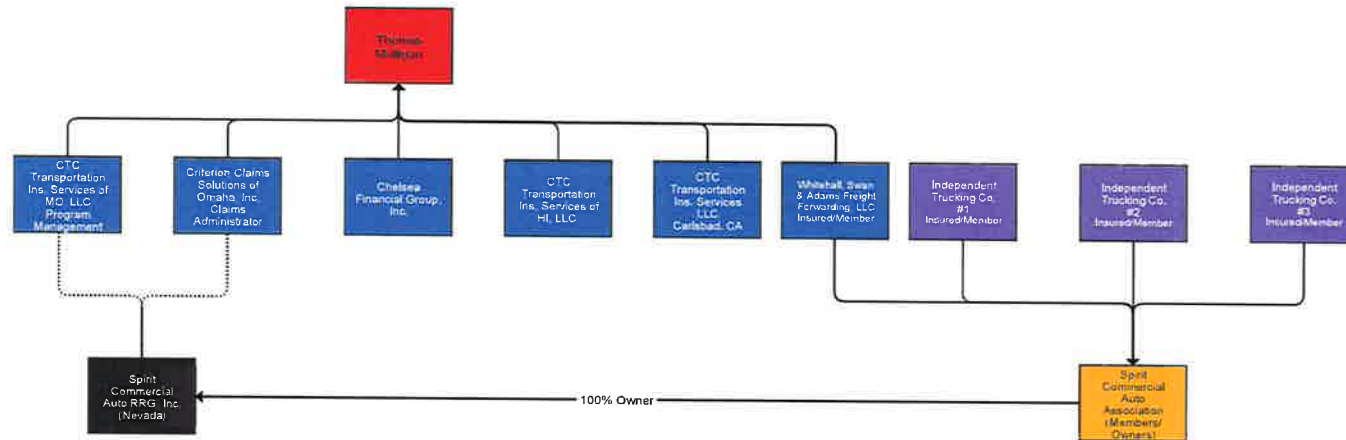 Thomas
Mulligan
CTC
Transportation
Ins. Services of
MO, LLC
Program
Management
Criterion Claims
Solutions of
Omaha, Inc.
Claims
Administrator
Chelsea
Financial Group,
Inc.
CTC
Transportation
Ins. Services of
HI, LLC
CTC
Transportation
Ins. Services
LLC
Carlsbad, CA
Whitehall, Swan
& Adams Freight
Forwarding, LLC
Insured/Member
Independent
Trucking Co.
#1
Insured/Member
Independent
Trucking Co.
#2
Insured/Member
Independent
Trucking Co.
#3
Insured/Member
Spirit
Commercial
Auto RRG, Inc.
(Nevada)
100% Owner
Spirit
Commercial
Auto
Association
(Members/
Owners)